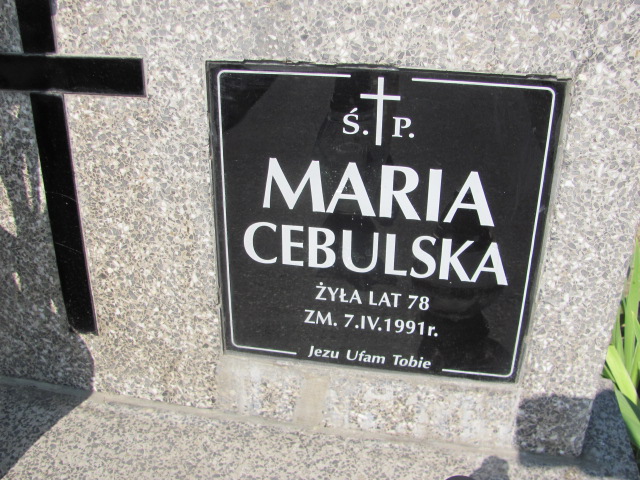 Ś. P.
MARIA
CEBULSKA
ŻYŁA LAT 78
ZM. 7.IV.1991r.
Jezu Ufam Tobie